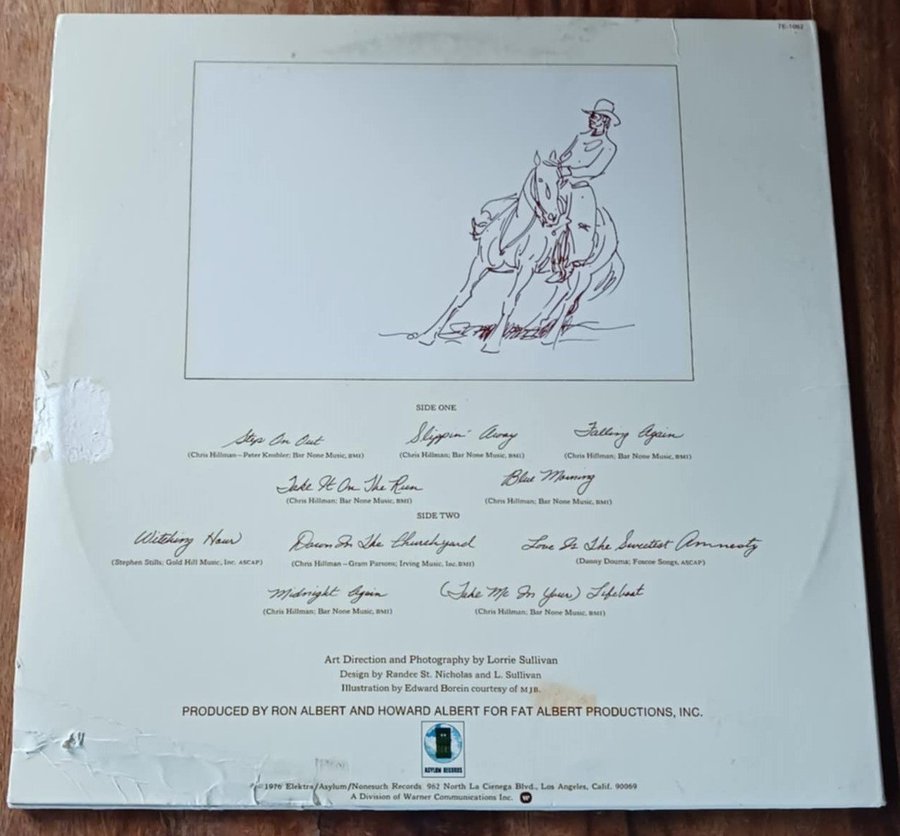 7E-1062
SIDE ONE
Step On Out Slippin' Away Falling Again
(Chris Hillman—Peter Knobler; Bar None Music, BMI) (Chris Hillman; Bar None Music, BMI) (Chris Hillman; Bar None Music, BMI)
Take It On The Run Blue Morning
(Chris Hillman; Bar None Music, BMI) (Chris Hillman; Bar None Music, BMI)
SIDE TWO
Witching Hour Down In The Churchyard Love Is The Sweetest Amnesty
(Stephen Stills; Gold Hill Music, Inc. ASCAP) (Chris Hillman—Gram Parsons; Irving Music, Inc. BMI) (Danny Douma; Foscoe Songs, ASCAP)
Midnight Again (Take Me In Your) Lifeboat
(Chris Hillman; Bar None Music, BMI) (Chris Hillman; Bar None Music, BMI)
Art Direction and Photography by Lorrie Sullivan
Design by Randee St. Nicholas and L. Sullivan
Illustration by Edward Borein courtesy of MJB.
PRODUCED BY RON ALBERT AND HOWARD ALBERT FOR FAT ALBERT PRODUCTIONS, INC.
ASYLUM RECORDS
1976 Elektra/Asylum/Nonesuch Records 962 North La Cienega Blvd., Los Angeles, Calif. 90069
A Division of Warner Communications Inc.